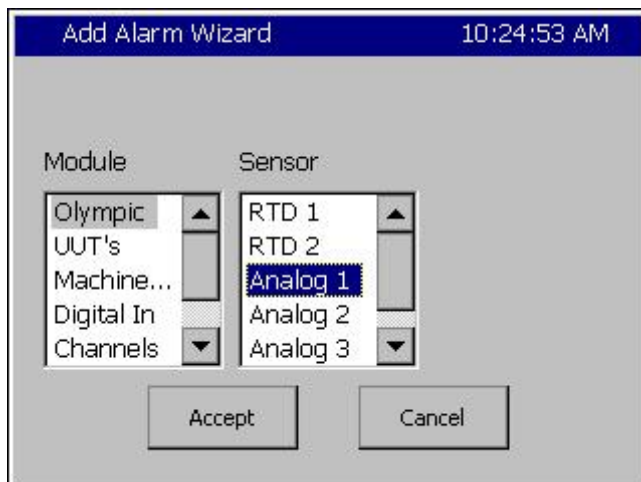 Add Alarm Wizard 10:24:53 AM
Module Sensor
Olympic RTD 1
UUT's RTD 2
Machine... Analog 1
Digital In Analog 2
Channels Analog 3
Accept Cancel